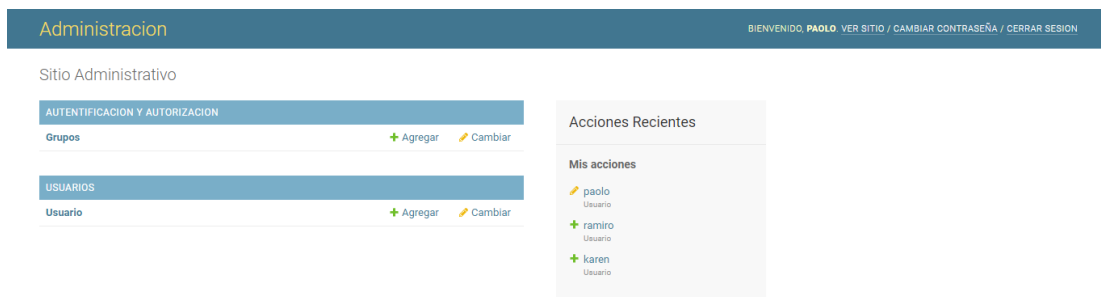 Administracion
BIENVENIDO, PAOLO. VER SITIO / CAMBIAR CONTRASEÑA / CERRAR SESION
Sitio Administrativo
AUTENTIFICACION Y AUTORIZACION
Grupos Agregar Cambiar
USUARIOS
Usuario Agregar Cambiar
Acciones Recientes
Mis acciones
paolo
Usuario
ramiro
Usuario
karen
Usuario